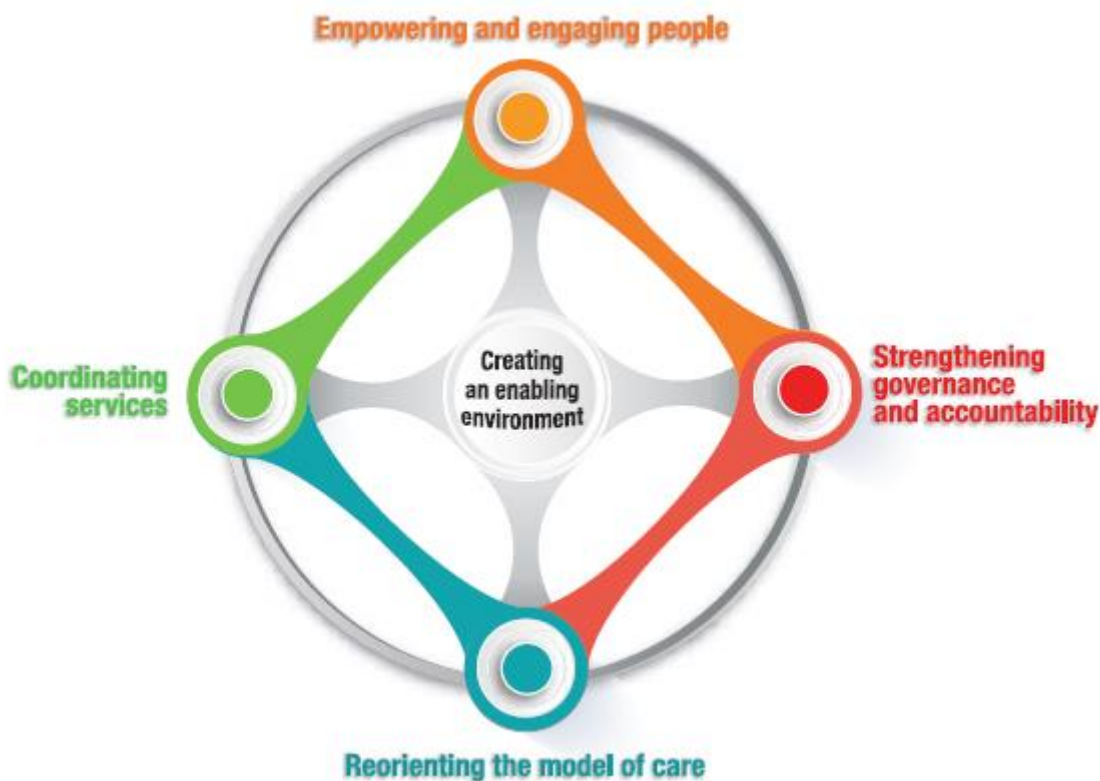 Empowering and engaging people
Coordinating
services
Creating
an enabling
environment
Strengthening
governance
and accountability
Reorienting the model of care